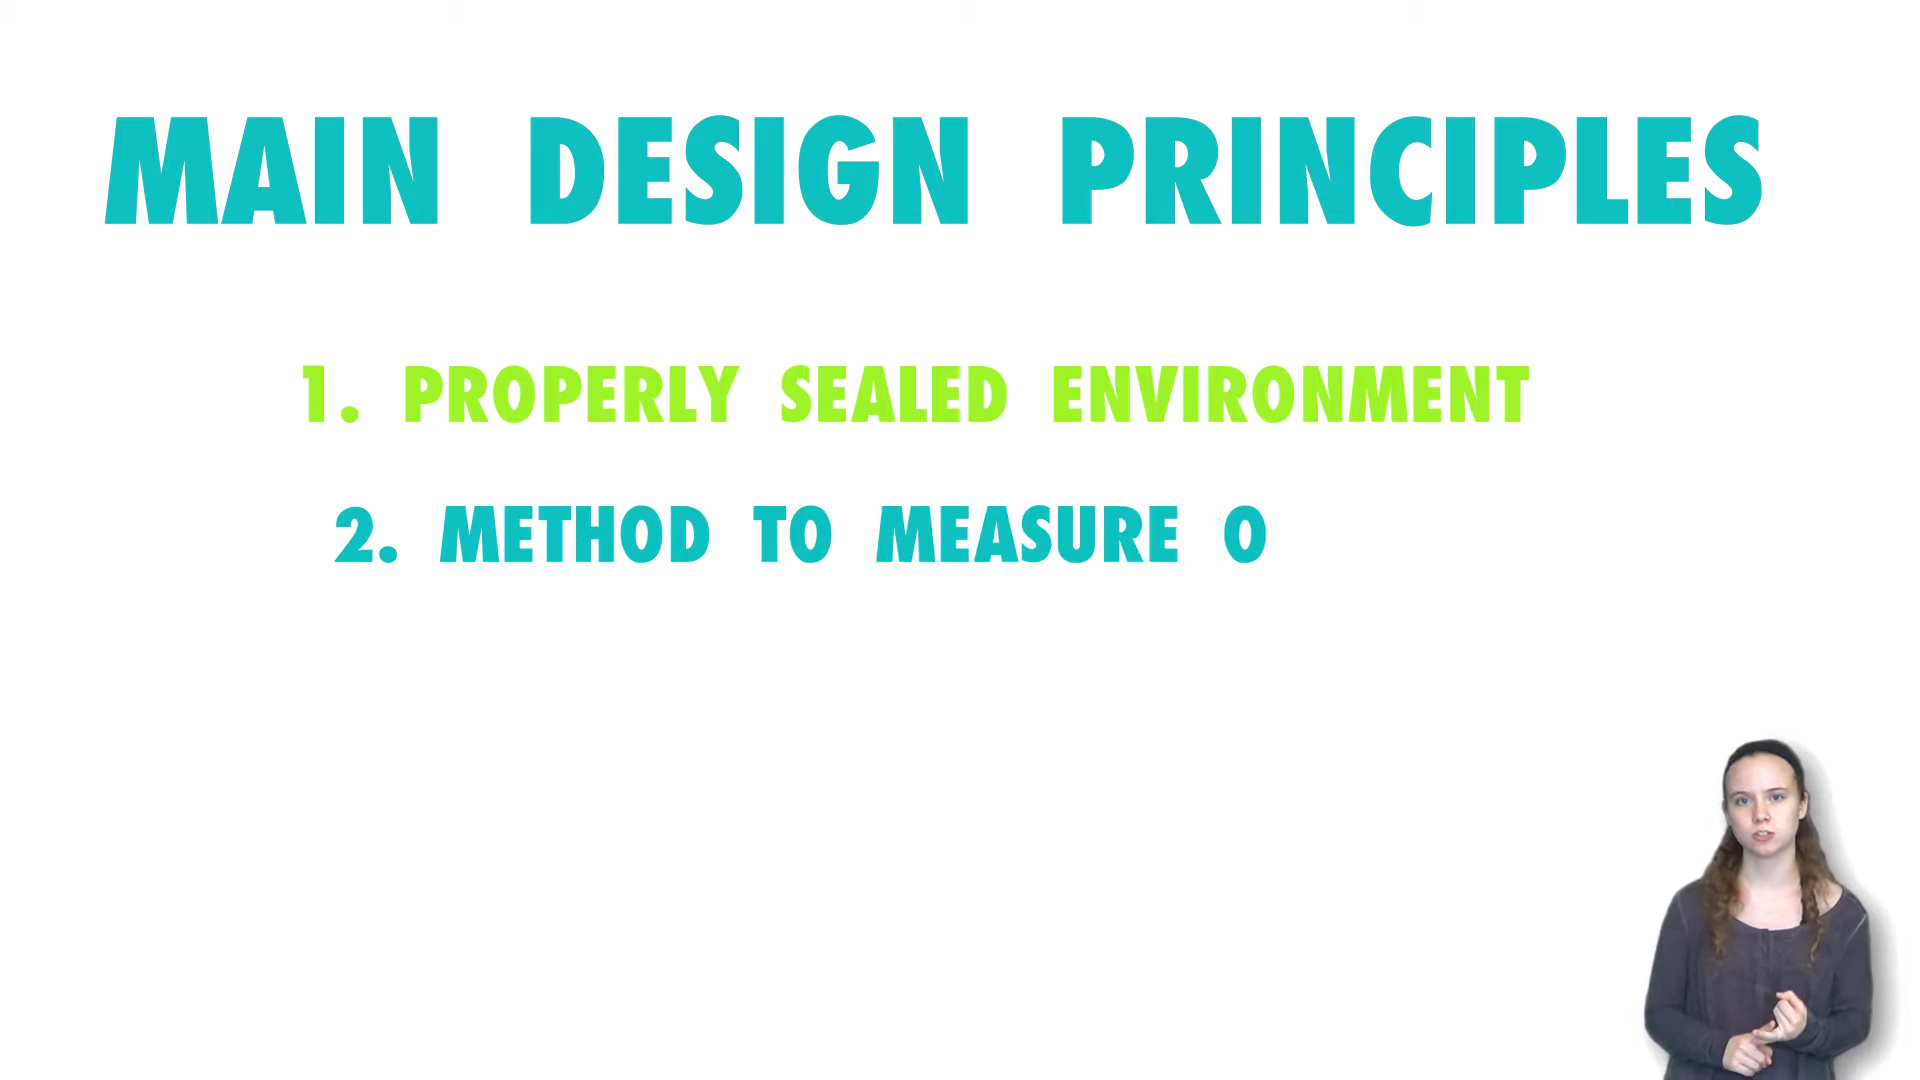 MAIN DESIGN PRINCIPLES
1. PROPERLY SEALED ENVIRONMENT
2. METHOD TO MEASURE O